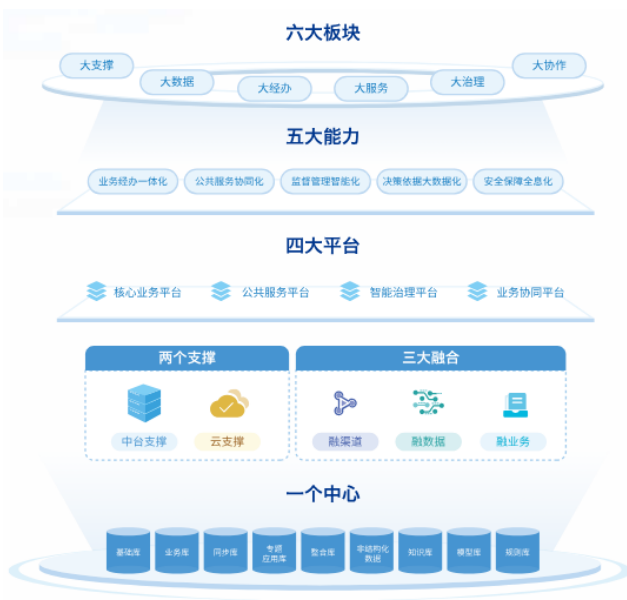 六大板块
大支撑
大数据
大经办
大服务
大治理
大协作
五大能力
业务经办一体化
公共服务协同化
监督管理智能化
决策依据大数据化
安全保障全息化
四大平台
核心业务平台
公共服务平台
智能治理平台
业务协同平台
两个支撑
三大融合
中台支撑
云支撑
融渠道
融数据
融业务
一个中心
基础库
业务库
同步库
专题
应用库
整合库
非结构化
数据
知识库
模型库
规则库